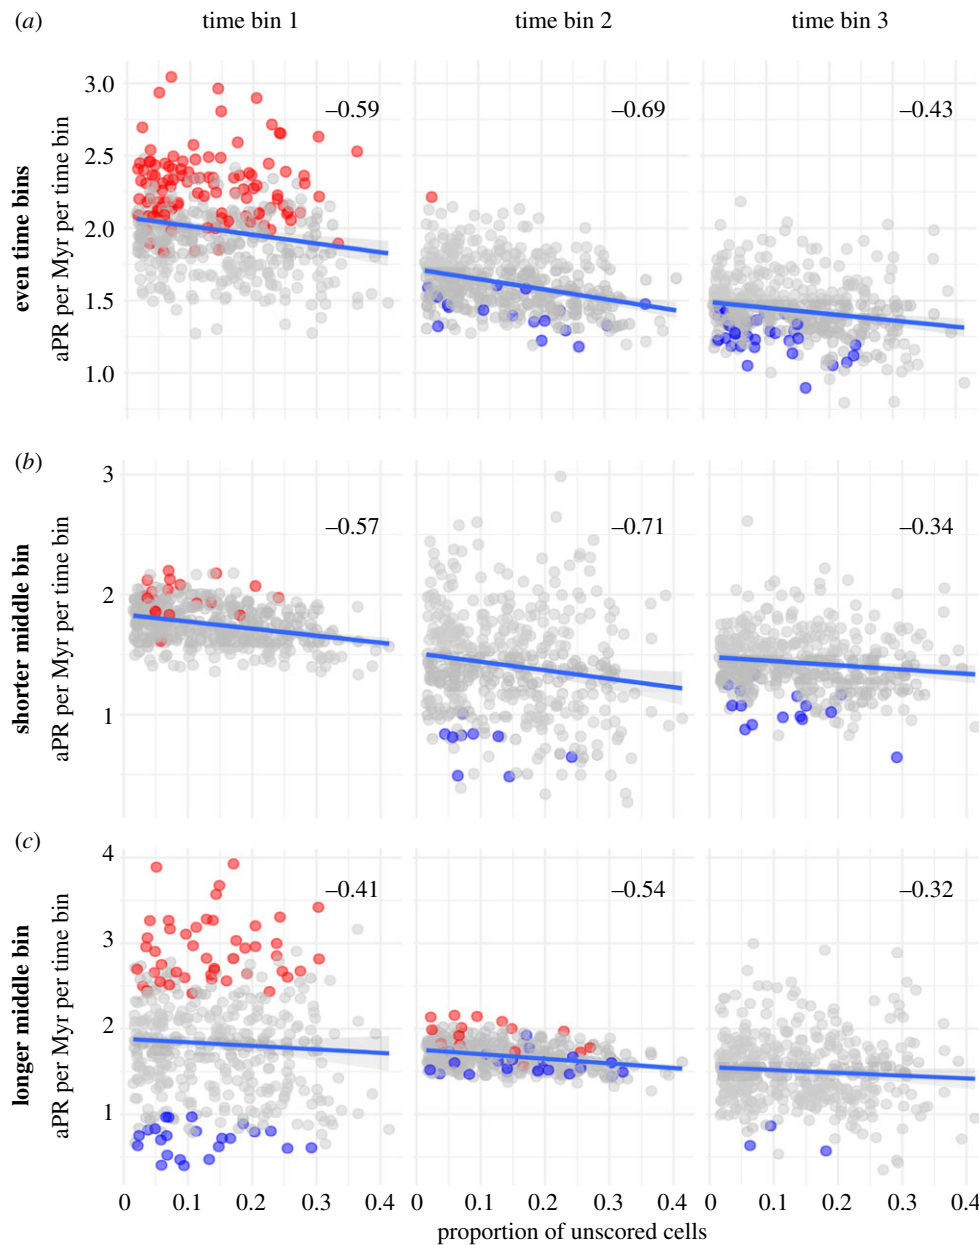 (a) time bin 1 time bin 2 time bin 3
even time bins
aPR per Myr per time bin
3.0
2.5
2.0
1.5
1.0
–0.59 –0.69 –0.43
(b)
shorter middle bin
aPR per Myr per time bin
3
2
1
–0.57 –0.71 –0.34
(c)
longer middle bin
aPR per Myr per time bin
4
3
2
1
–0.41 –0.54 –0.32
0 0.1 0.2 0.3 0.4 0 0.1 0.2 0.3 0.4 0 0.1 0.2 0.3 0.4
proportion of unscored cells